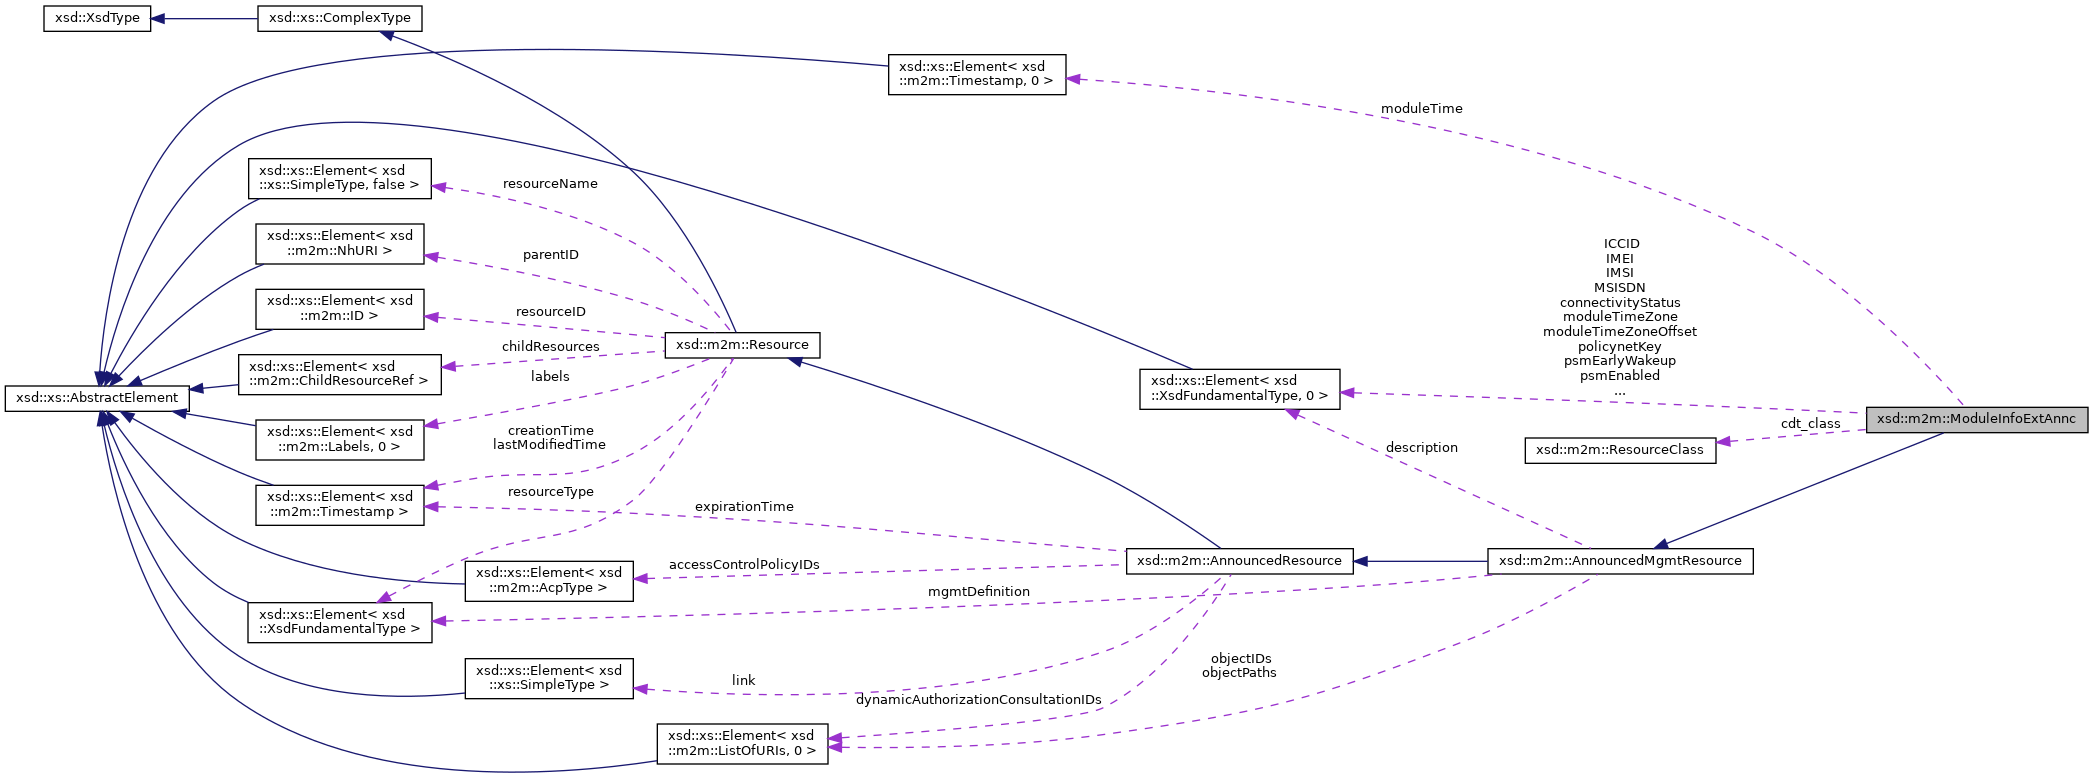 xsd::XsdType
xsd::xs::ComplexType
xsd::xs::Element< xsd
::m2m::Timestamp, 0 >
moduleTime
xsd::xs::Element< xsd
::xs::SimpleType, false >
resourceName
xsd::xs::Element< xsd
::m2m::NhURI >
parentID
ICCID
IMEI
IMSI
MSISDN
connectivityStatus
moduleTimeZone
moduleTimeZoneOffset
policynetKey
psmEarlyWakeup
psmEnabled
...
xsd::xs::Element< xsd
::m2m::ID >
resourceID
xsd::m2m::Resource
childResources
xsd::xs::Element< xsd
::m2m::ChildResourceRef >
labels
xsd::xs::Element< xsd
::XsdFundamentalType, 0 >
xsd::xs::AbstractElement
xsd::m2m::ModuleInfoExtAnnc
cdt_class
xsd::xs::Element< xsd
::m2m::Labels, 0 >
creationTime
lastModifiedTime
description
xsd::m2m::ResourceClass
xsd::xs::Element< xsd
::m2m::Timestamp >
resourceType
expirationTime
xsd::m2m::AnnouncedResource
xsd::m2m::AnnouncedMgmtResource
accessControlPolicyIDs
xsd::xs::Element< xsd
::m2m::AcpType >
mgmtDefinition
xsd::xs::Element< xsd
::XsdFundamentalType >
xsd::xs::Element< xsd
::xs::SimpleType >
link
objectIDs
objectPaths
dynamicAuthorizationConsultationIDs
xsd::xs::Element< xsd
::m2m::ListOfURIs, 0 >